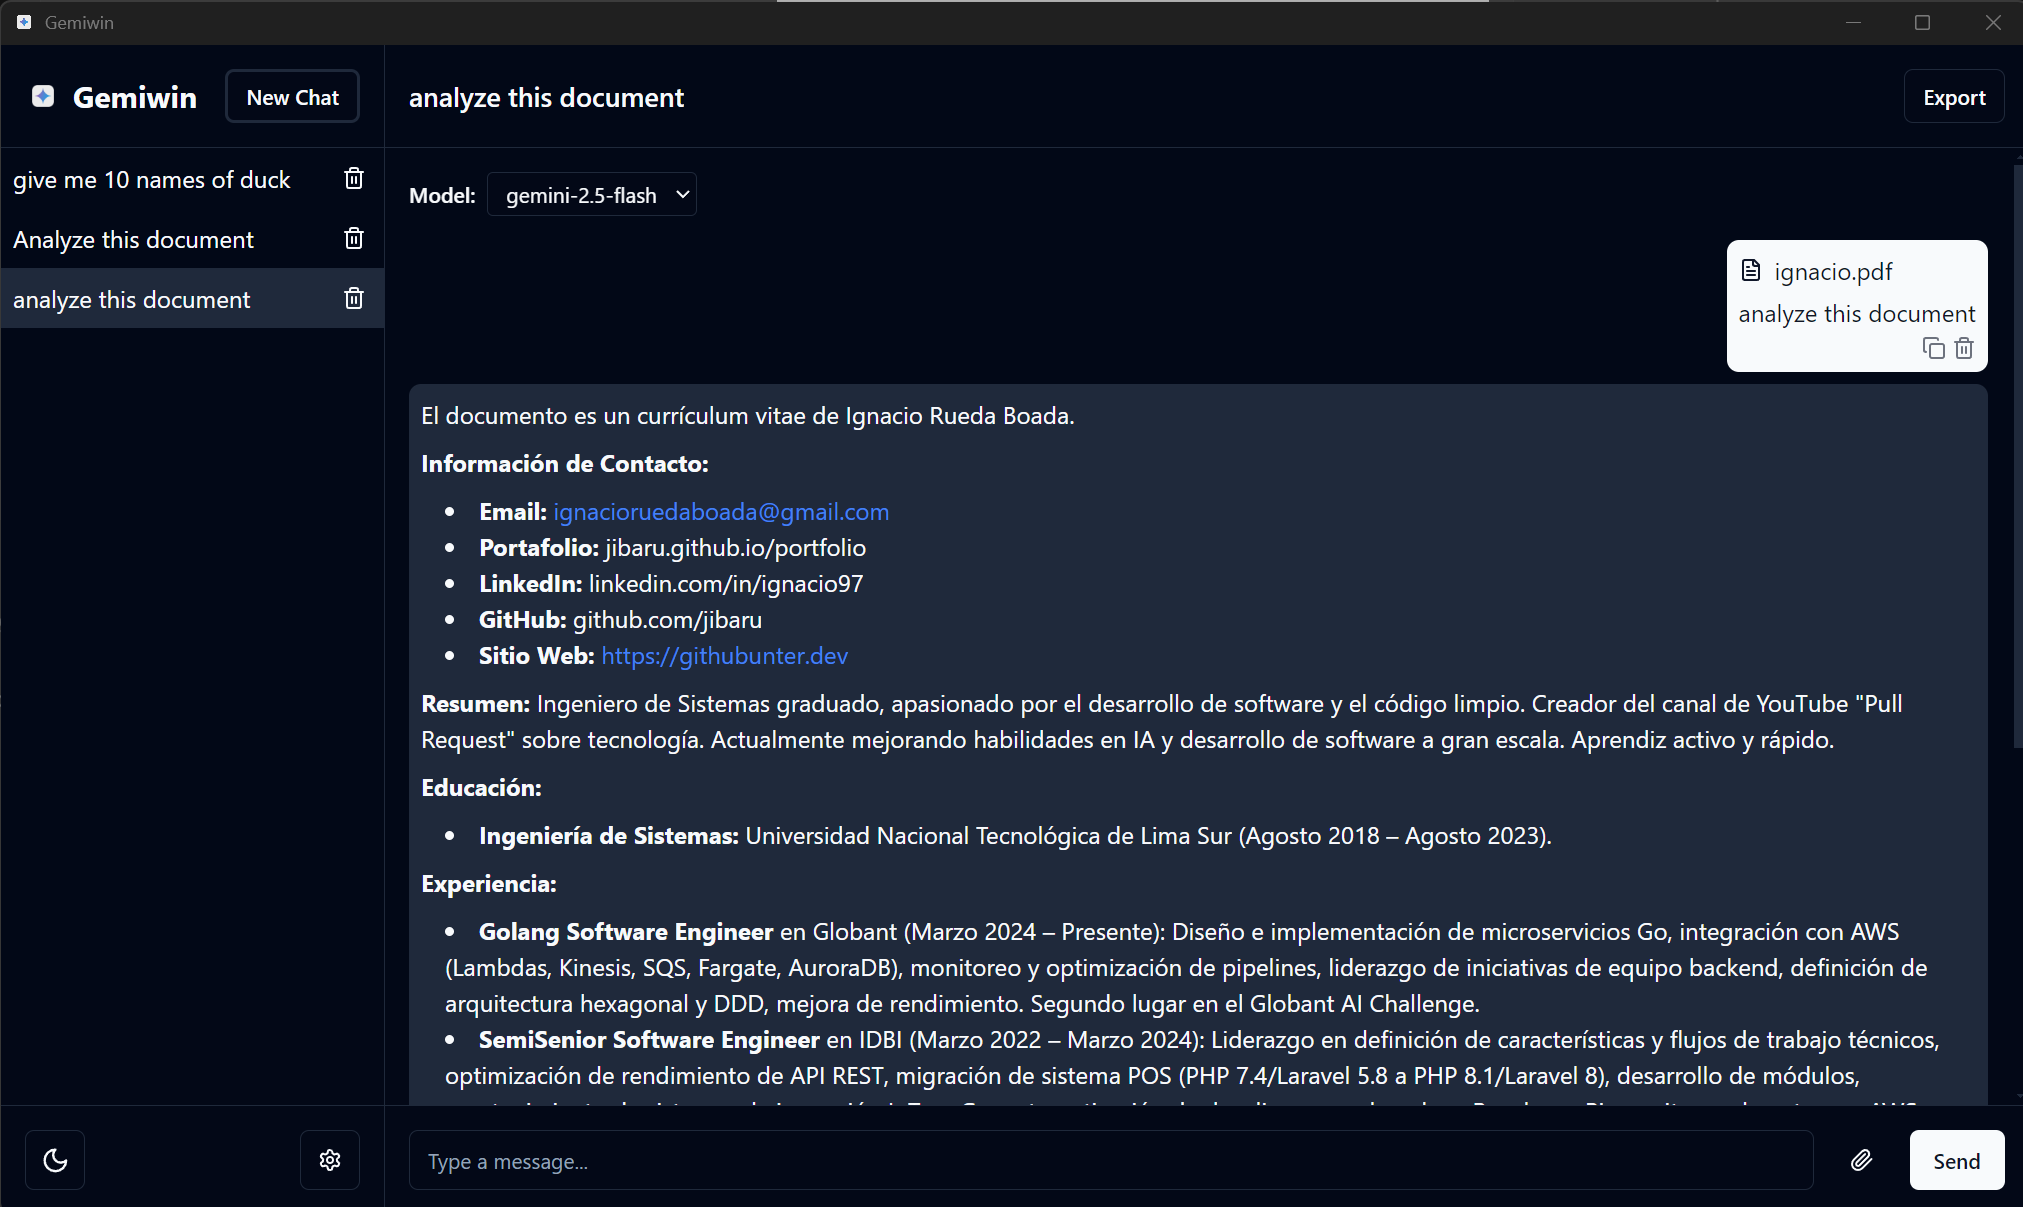 Gemiwin
Gemiwin
New Chat
analyze this document
Export
give me 10 names of duck
Analyze this document
analyze this document
Model: gemini-2.5-flash
ignacio.pdf
analyze this document
El documento es un currículum vitae de Ignacio Rueda Boada.
Información de Contacto:
Email: ignacioruedaboada@gmail.com
Portafolio: jibaru.github.io/portfolio
LinkedIn: linkedin.com/in/ignacio97
GitHub: github.com/jibaru
Sitio Web: https://githubunter.dev
Resumen: Ingeniero de Sistemas graduado, apasionado por el desarrollo de software y el código limpio. Creador del canal de YouTube "Pull
Request" sobre tecnología. Actualmente mejorando habilidades en IA y desarrollo de software a gran escala. Aprendiz activo y rápido.
Educación:
Ingeniería de Sistemas: Universidad Nacional Tecnológica de Lima Sur (Agosto 2018 – Agosto 2023).
Experiencia:
Golang Software Engineer en Globant (Marzo 2024 – Presente): Diseño e implementación de microservicios Go, integración con AWS
(Lambdas, Kinesis, SQS, Fargate, AuroraDB), monitoreo y optimización de pipelines, liderazgo de iniciativas de equipo backend, definición de
arquitectura hexagonal y DDD, mejora de rendimiento. Segundo lugar en el Globant AI Challenge.
SemiSenior Software Engineer en IDBI (Marzo 2022 – Marzo 2024): Liderazgo en definición de características y flujos de trabajo técnicos,
optimización de rendimiento de API REST, migración de sistema POS (PHP 7.4/Laravel 5.8 a PHP 8.1/Laravel 8), desarrollo de módulos,
Type a message...
Send